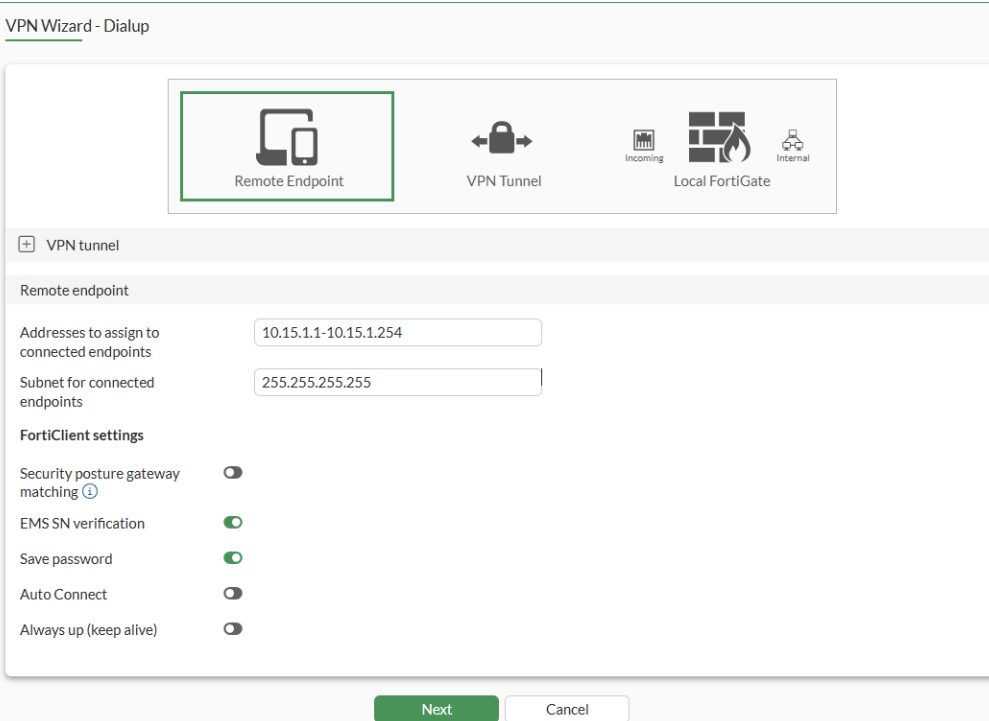 VPN Wizard - Dialup
Remote Endpoint
VPN Tunnel
Incoming
Local FortiGate
Internal
VPN tunnel
Remote endpoint
Addresses to assign to
connected endpoints
10.15.1.1-10.15.1.254
Subnet for connected
endpoints
255.255.255.255
FortiClient settings
Security posture gateway
matching
EMS SN verification
Save password
Auto Connect
Always up (keep alive)
Next
Cancel